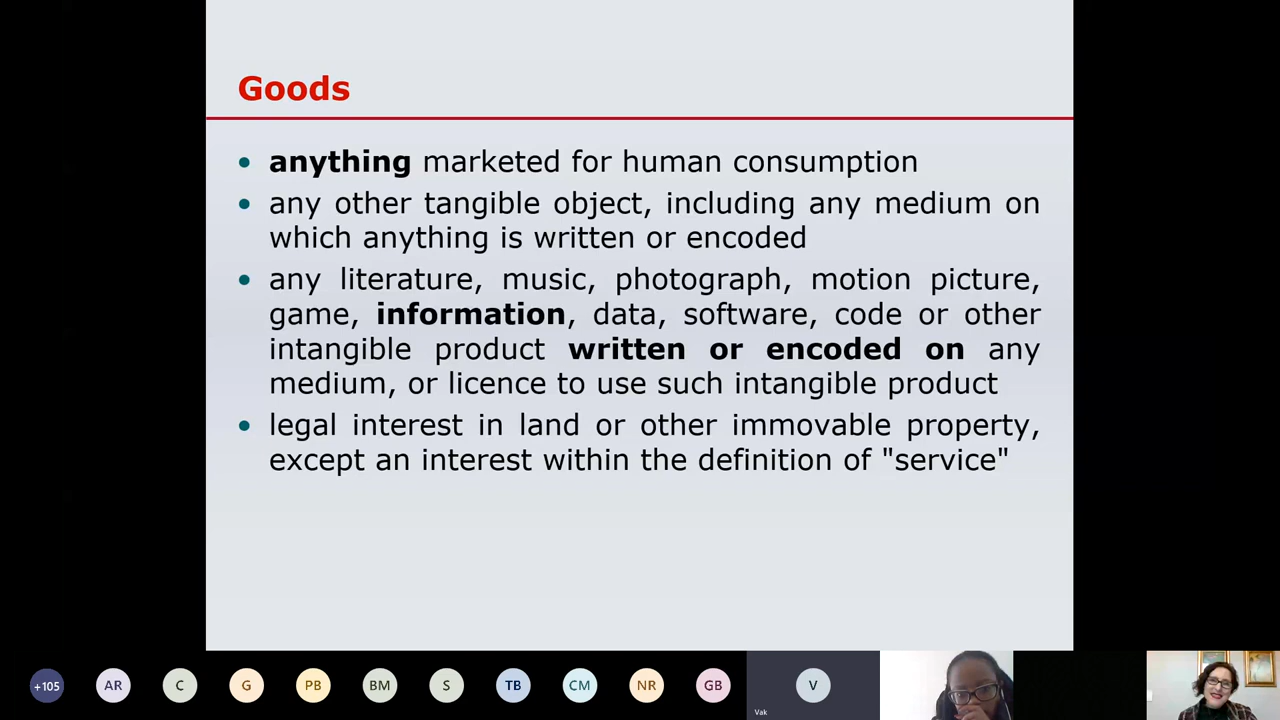 Goods
• anything marketed for human consumption
• any other tangible object, including any medium on
which anything is written or encoded
• any literature, music, photograph, motion picture,
game, information, data, software, code or other
intangible product written or encoded on any
medium, or licence to use such intangible product
• legal interest in land or other immovable property,
except an interest within the definition of "service"
+105 AR C G PB BM S TB CM NR GB V
Vak